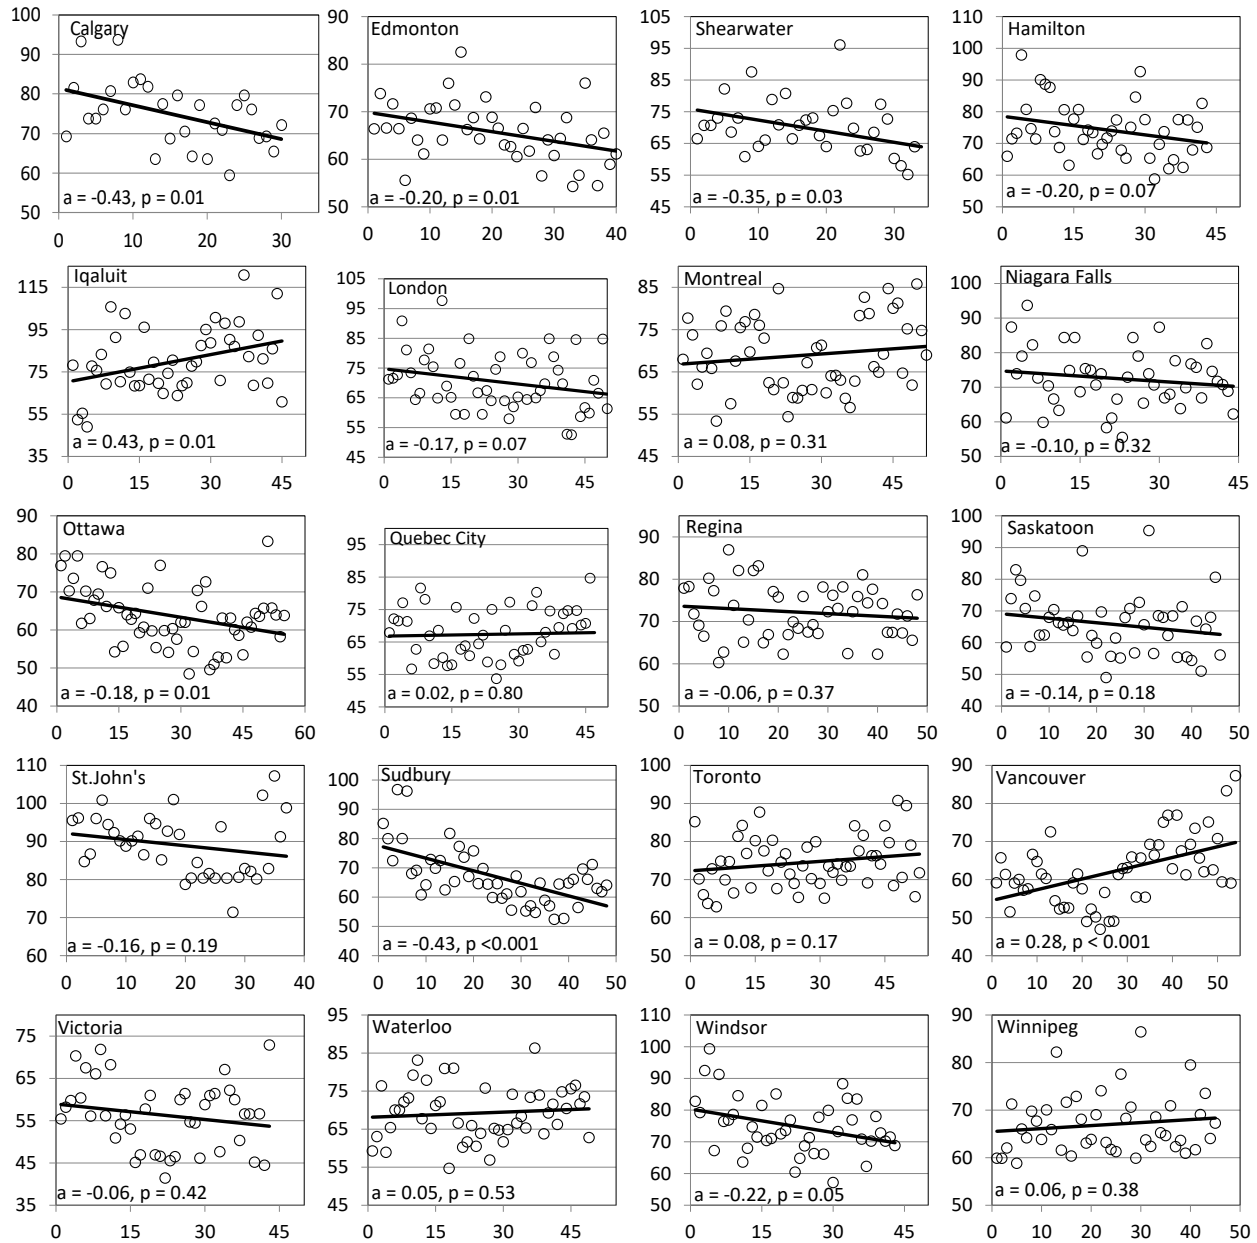 Calgary
100
90
80
70
60
50
a = -0.43, p = 0.01
0 10 20 30
Edmonton
90
80
70
60
50
a = -0.20, p = 0.01
0 10 20 30 40
Shearwater
105
95
85
75
65
55
45
a = -0.35, p = 0.03
0 10 20 30
Hamilton
110
100
90
80
70
60
50
a = -0.20, p = 0.07
0 15 30 45
Iqaluit
115
95
75
55
35
a = 0.43, p = 0.01
0 15 30 45
London
105
95
85
75
65
55
45
a = -0.17, p = 0.07
0 15 30 45
Montreal
85
75
65
55
45
a = 0.08, p = 0.31
0 15 30 45
Niagara Falls
100
90
80
70
60
50
a = -0.10, p = 0.32
0 15 30 45
Ottawa
90
80
70
60
50
40
a = -0.18, p = 0.01
0 15 30 45 60
Quebec City
95
85
75
65
55
45
a = 0.02, p = 0.80
0 15 30 45
Regina
90
80
70
60
50
a = -0.06, p = 0.37
0 10 20 30 40 50
Saskatoon
100
90
80
70
60
50
40
a = -0.14, p = 0.18
0 10 20 30 40 50
St.John's
110
100
90
80
70
60
a = -0.16, p = 0.19
0 10 20 30 40
Sudbury
100
90
80
70
60
50
40
a = -0.43, p <0.001
0 10 20 30 40 50
Toronto
100
90
80
70
60
50
a = 0.08, p = 0.17
0 15 30 45
Vancouver
90
80
70
60
50
40
a = 0.28, p < 0.001
0 10 20 30 40 50
Victoria
75
65
55
45
35
a = -0.06, p = 0.42
0 15 30 45
Waterloo
95
85
75
65
55
45
a = 0.05, p = 0.53
0 15 30 45
Windsor
110
100
90
80
70
60
50
a = -0.22, p = 0.05
0 15 30 45
Winnipeg
90
80
70
60
50
a = 0.06, p = 0.38
0 10 20 30 40 50